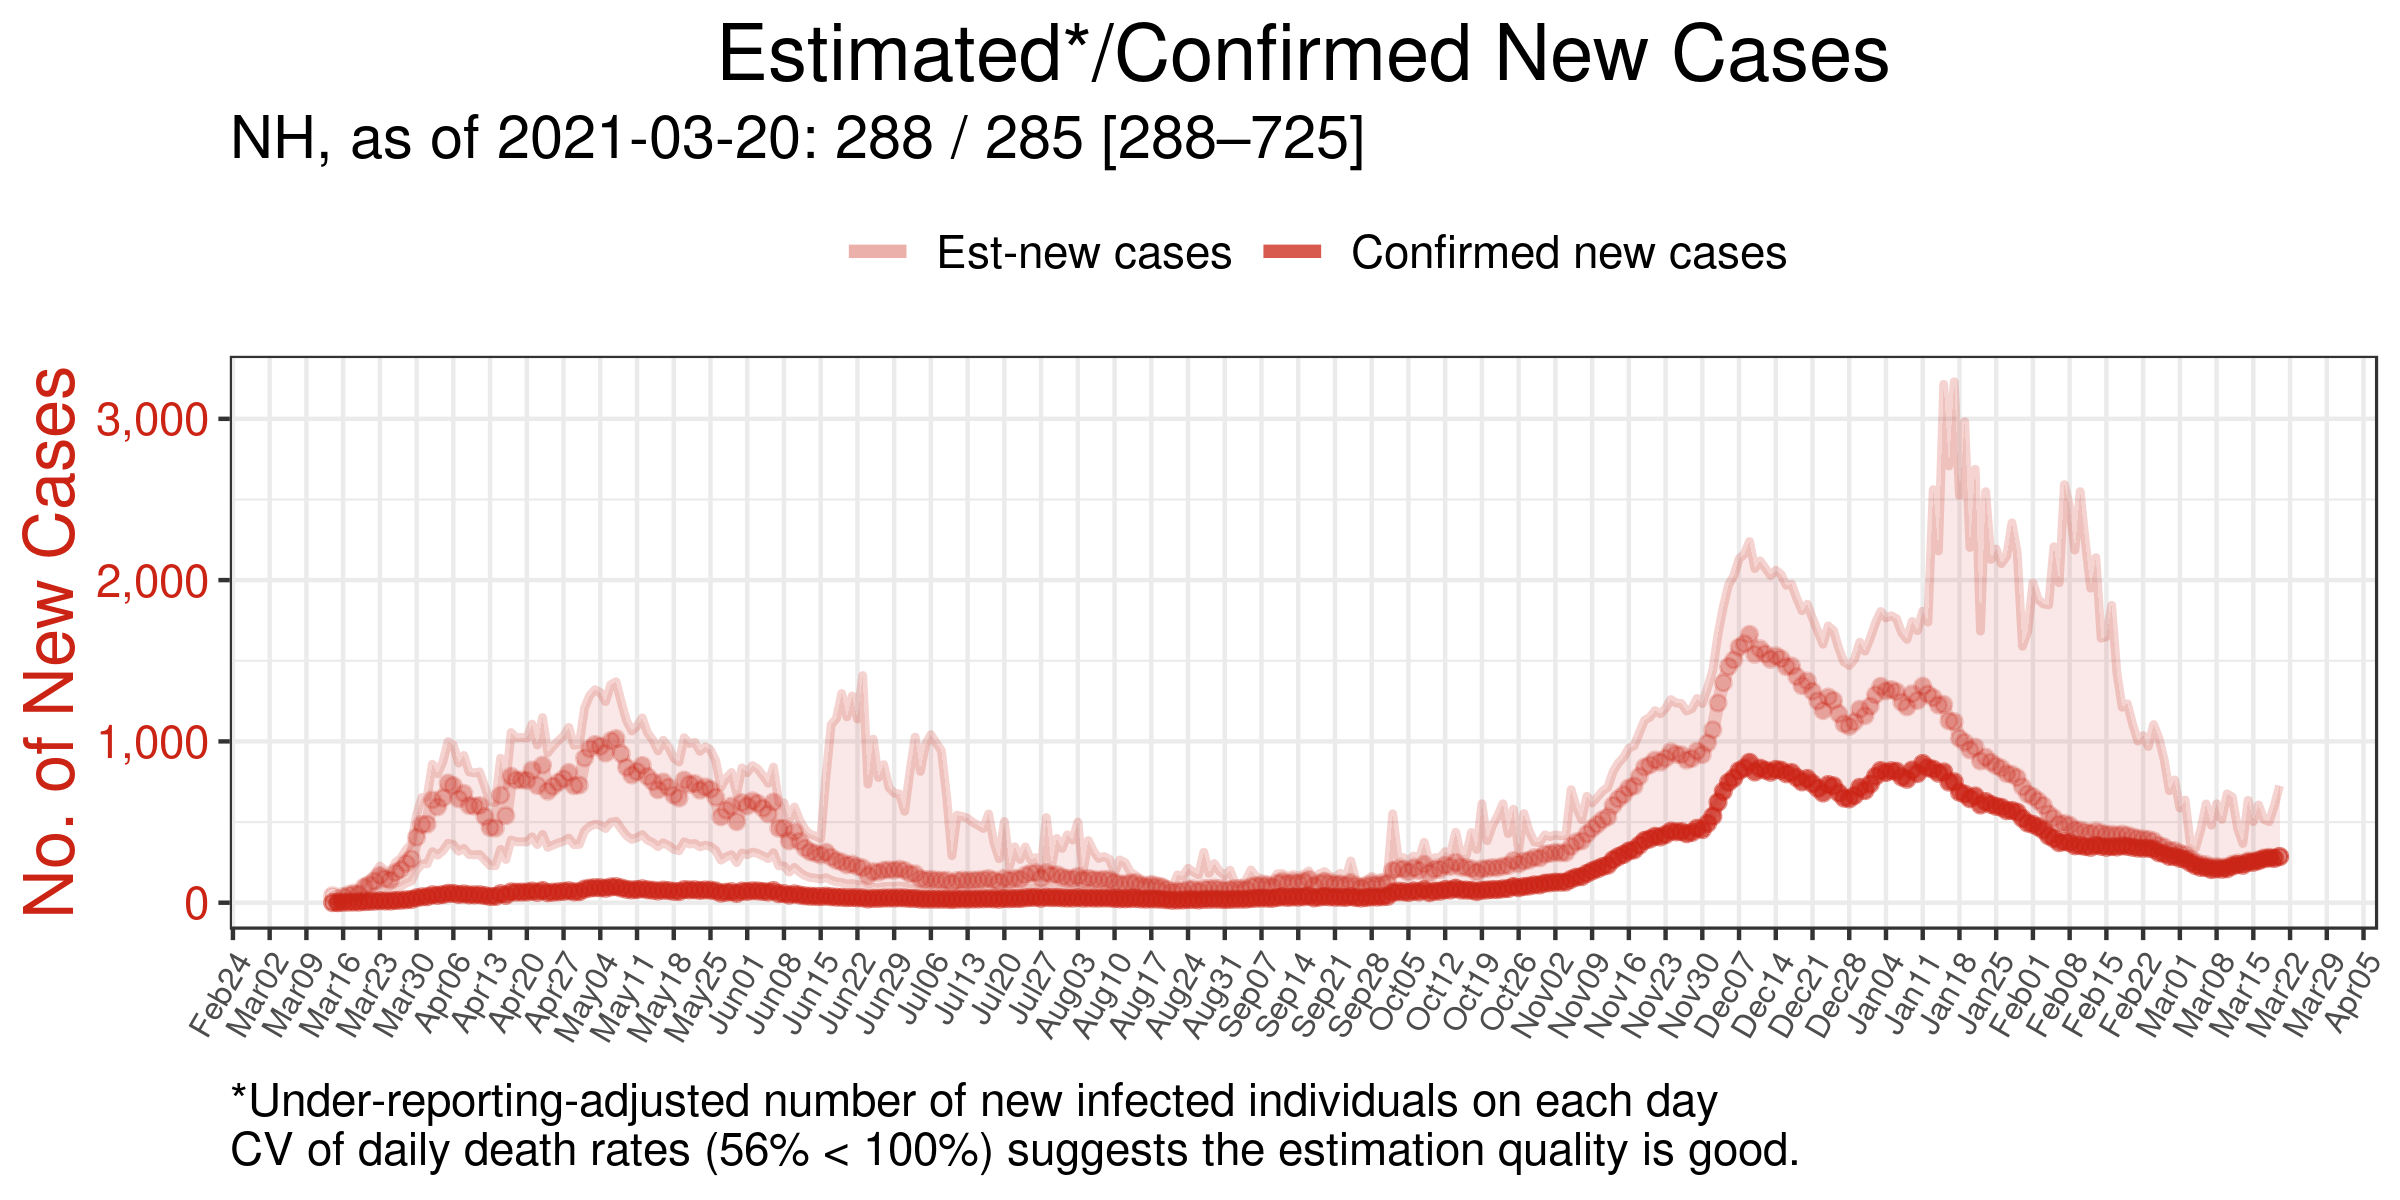 Estimated*/Confirmed New Cases
NH, as of 2021-03-20: 288 / 285 [288–725]
Est-new cases
Confirmed new cases
No. of New Cases
3,000
2,000
1,000
0
Feb24
Mar02
Mar09
Mar16
Mar23
Mar30
Apr06
Apr13
Apr20
Apr27
May04
May11
May18
May25
Jun01
Jun08
Jun15
Jun22
Jun29
Jul06
Jul13
Jul20
Jul27
Aug03
Aug10
Aug17
Aug24
Aug31
Sep07
Sep14
Sep21
Sep28
Oct05
Oct12
Oct19
Oct26
Nov02
Nov09
Nov16
Nov23
Nov30
Dec07
Dec14
Dec21
Dec28
Jan04
Jan11
Jan18
Jan25
Feb01
Feb08
Feb15
Feb22
Mar01
Mar08
Mar15
Mar22
Mar29
Apr05
*Under-reporting-adjusted number of new infected individuals on each day
CV of daily death rates (56% < 100%) suggests the estimation quality is good.